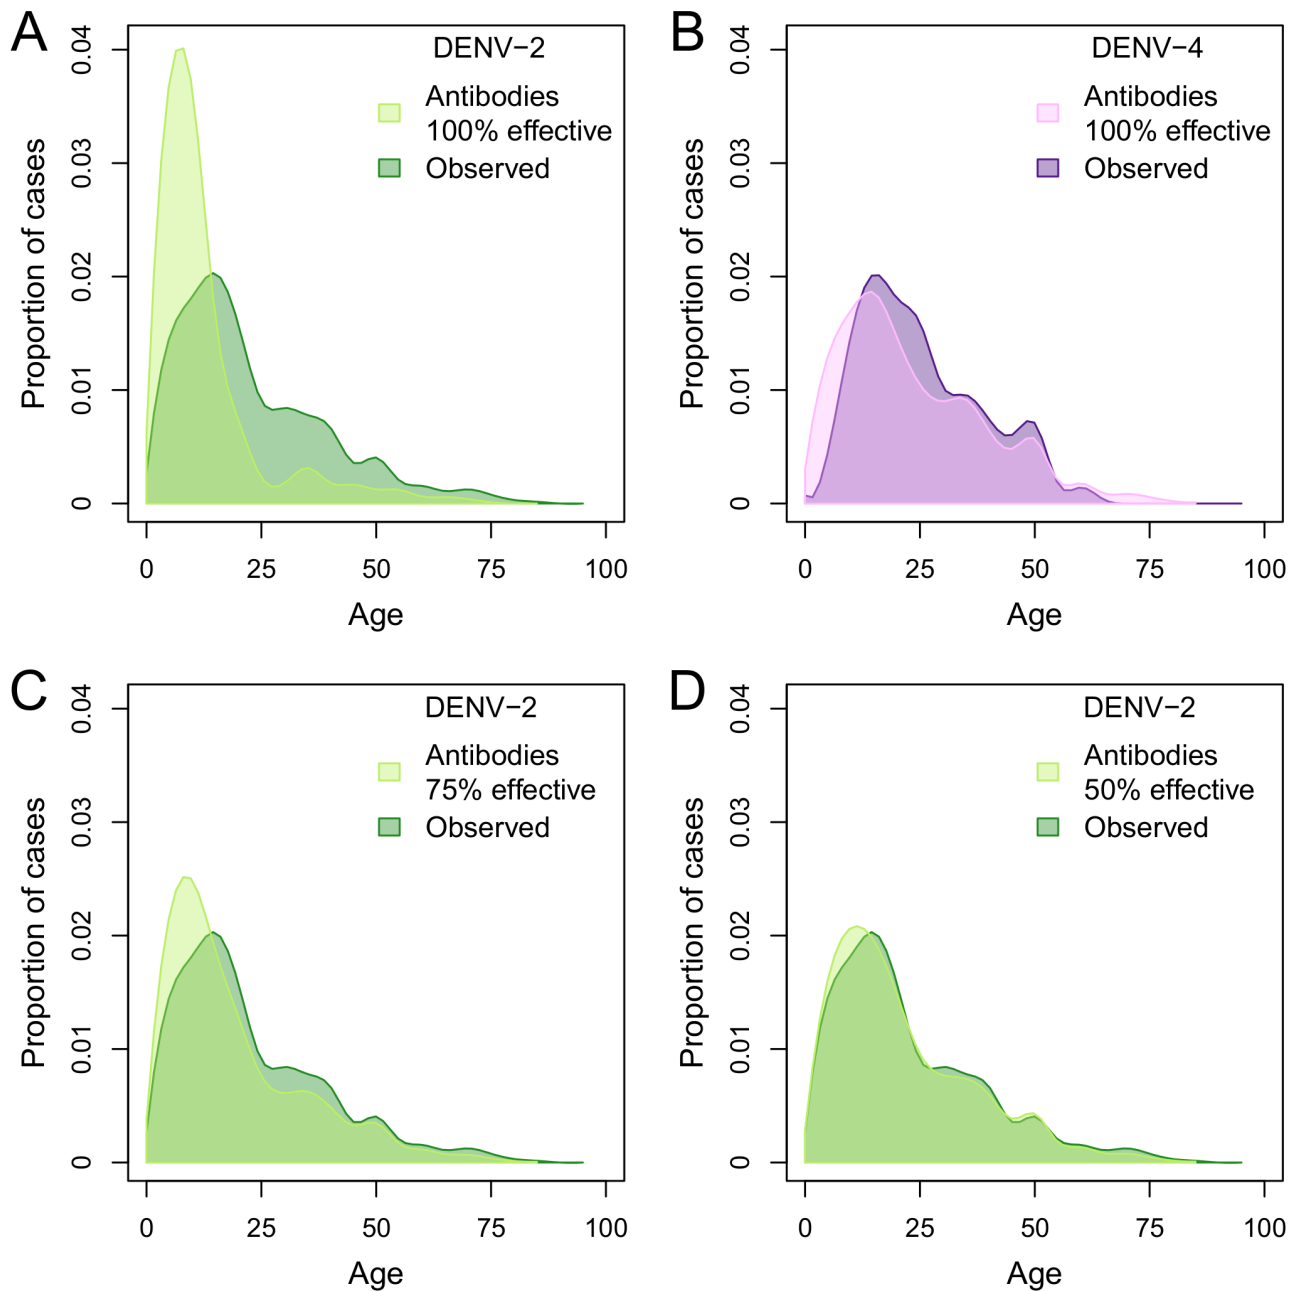 A
DENV−2
Antibodies
100% effective
Observed
Proportion of cases
0.04
0.03
0.02
0.01
0
0
25
50
75
100
Age
B
DENV−4
Antibodies
100% effective
Observed
Proportion of cases
0.04
0.03
0.02
0.01
0
0
25
50
75
100
Age
C
DENV−2
Antibodies
75% effective
Observed
Proportion of cases
0.04
0.03
0.02
0.01
0
0
25
50
75
100
Age
D
DENV−2
Antibodies
50% effective
Observed
Proportion of cases
0.04
0.03
0.02
0.01
0
0
25
50
75
100
Age